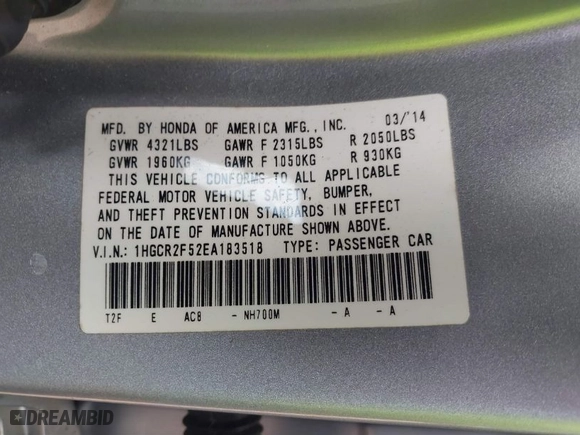 MFD. BY HONDA OF AMERICA MFG., INC. 03/'14
GVWR 4321LBS GAWR F 2315LBS R 2050LBS
GVWR 1960KG GAWR F 1050KG R 930KG
THIS VEHICLE CONFORMS TO ALL APPLICABLE
FEDERAL MOTOR VEHICLE SAFETY, BUMPER,
AND THEFT PREVENTION STANDARDS IN EFFECT
ON THE DATE OF MANUFACTURE SHOWN ABOVE.
V.I.N.: 1HGCR2F52EA183518 TYPE: PASSENGER CAR
T2F E AC8 - NH700M - A - A
DREAMBID